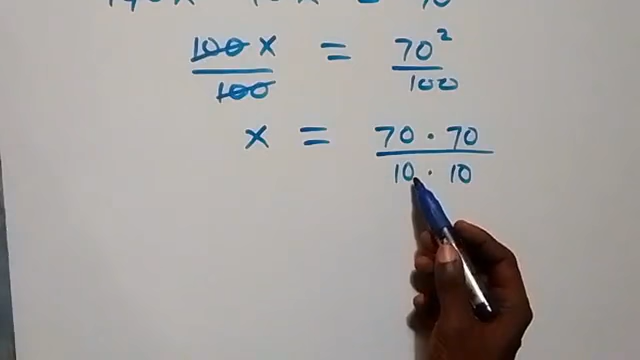 100x / 100 = 70² / 100
x = 70 · 70 / 10 · 10